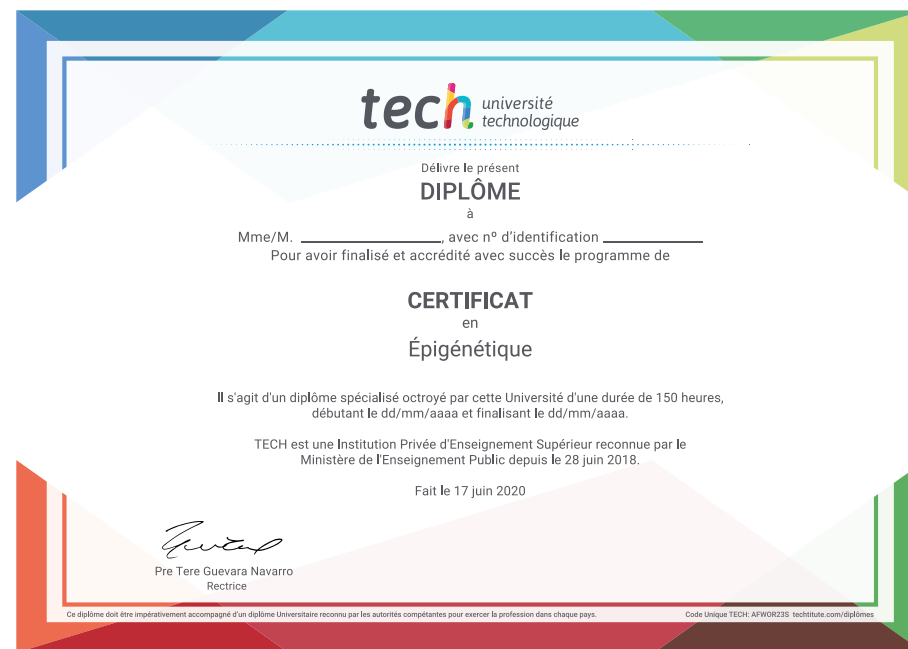 tech université
technologique
Délivre le présent
DIPLÔME
à
Mme/M. ____________________, avec nº d'identification ______________
Pour avoir finalisé et accrédité avec succès le programme de
CERTIFICAT
en
Épigénétique
Il s'agit d'un diplôme spécialisé octroyé par cette Université d'une durée de 150 heures,
débutant le dd/mm/aaaa et finalisant le dd/mm/aaaa.
TECH est une Institution Privée d'Enseignement Supérieur reconnue par le
Ministère de l'Enseignement Public depuis le 28 juin 2018.
Fait le 17 juin 2020
Pre Tere Guevara Navarro
Rectrice
Ce diplôme doit être impérativement accompagné d'un diplôme Universitaire reconnu par les autorités compétantes pour exercer la profession dans chaque pays. Code Unique TECH: AFWOR23S techtitute.com/diplômes